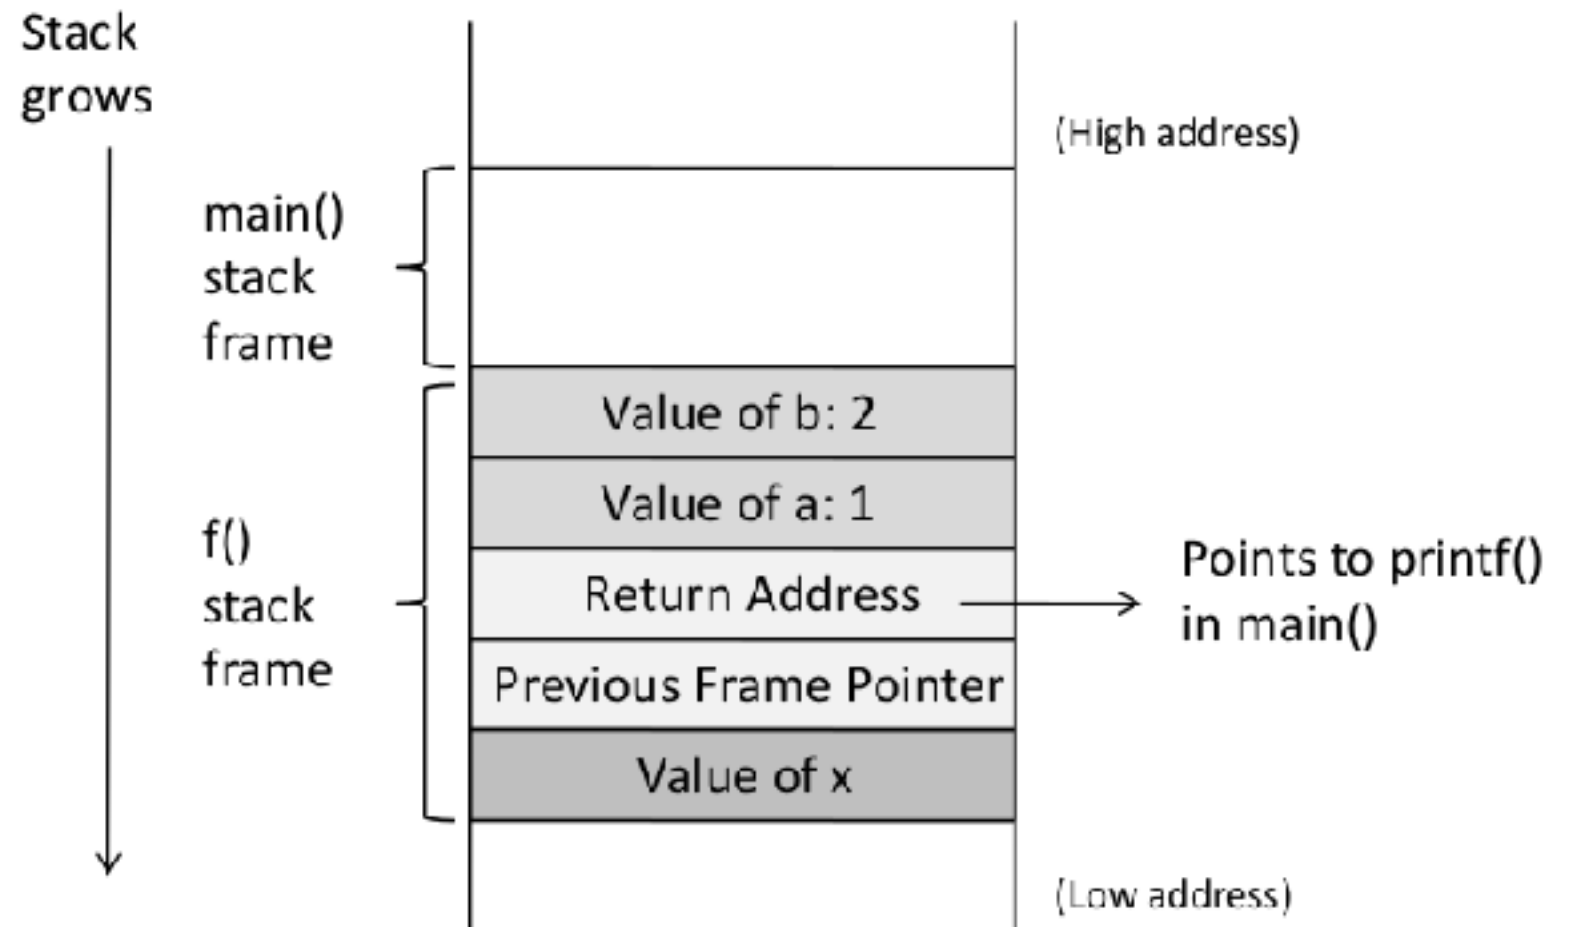 Stack
grows
(High address)
main()
stack
frame
Value of b: 2
Value of a: 1
f()
stack
frame
Return Address
Points to printf()
in main()
Previous Frame Pointer
Value of x
(Low address)